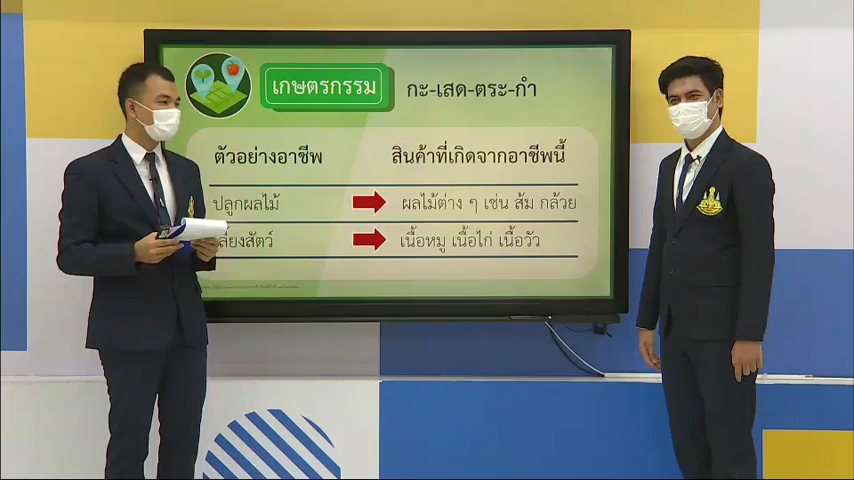 เกษตรกรรม กะ-เสด-ตระ-กำ
ตัวอย่างอาชีพ สินค้าที่เกิดจากอาชีพนี้
ปลูกผลไม้ ผลไม้ต่าง ๆ เช่น ส้ม กล้วย
เลี้ยงสัตว์ เนื้อหมู เนื้อไก่ เนื้อวัว